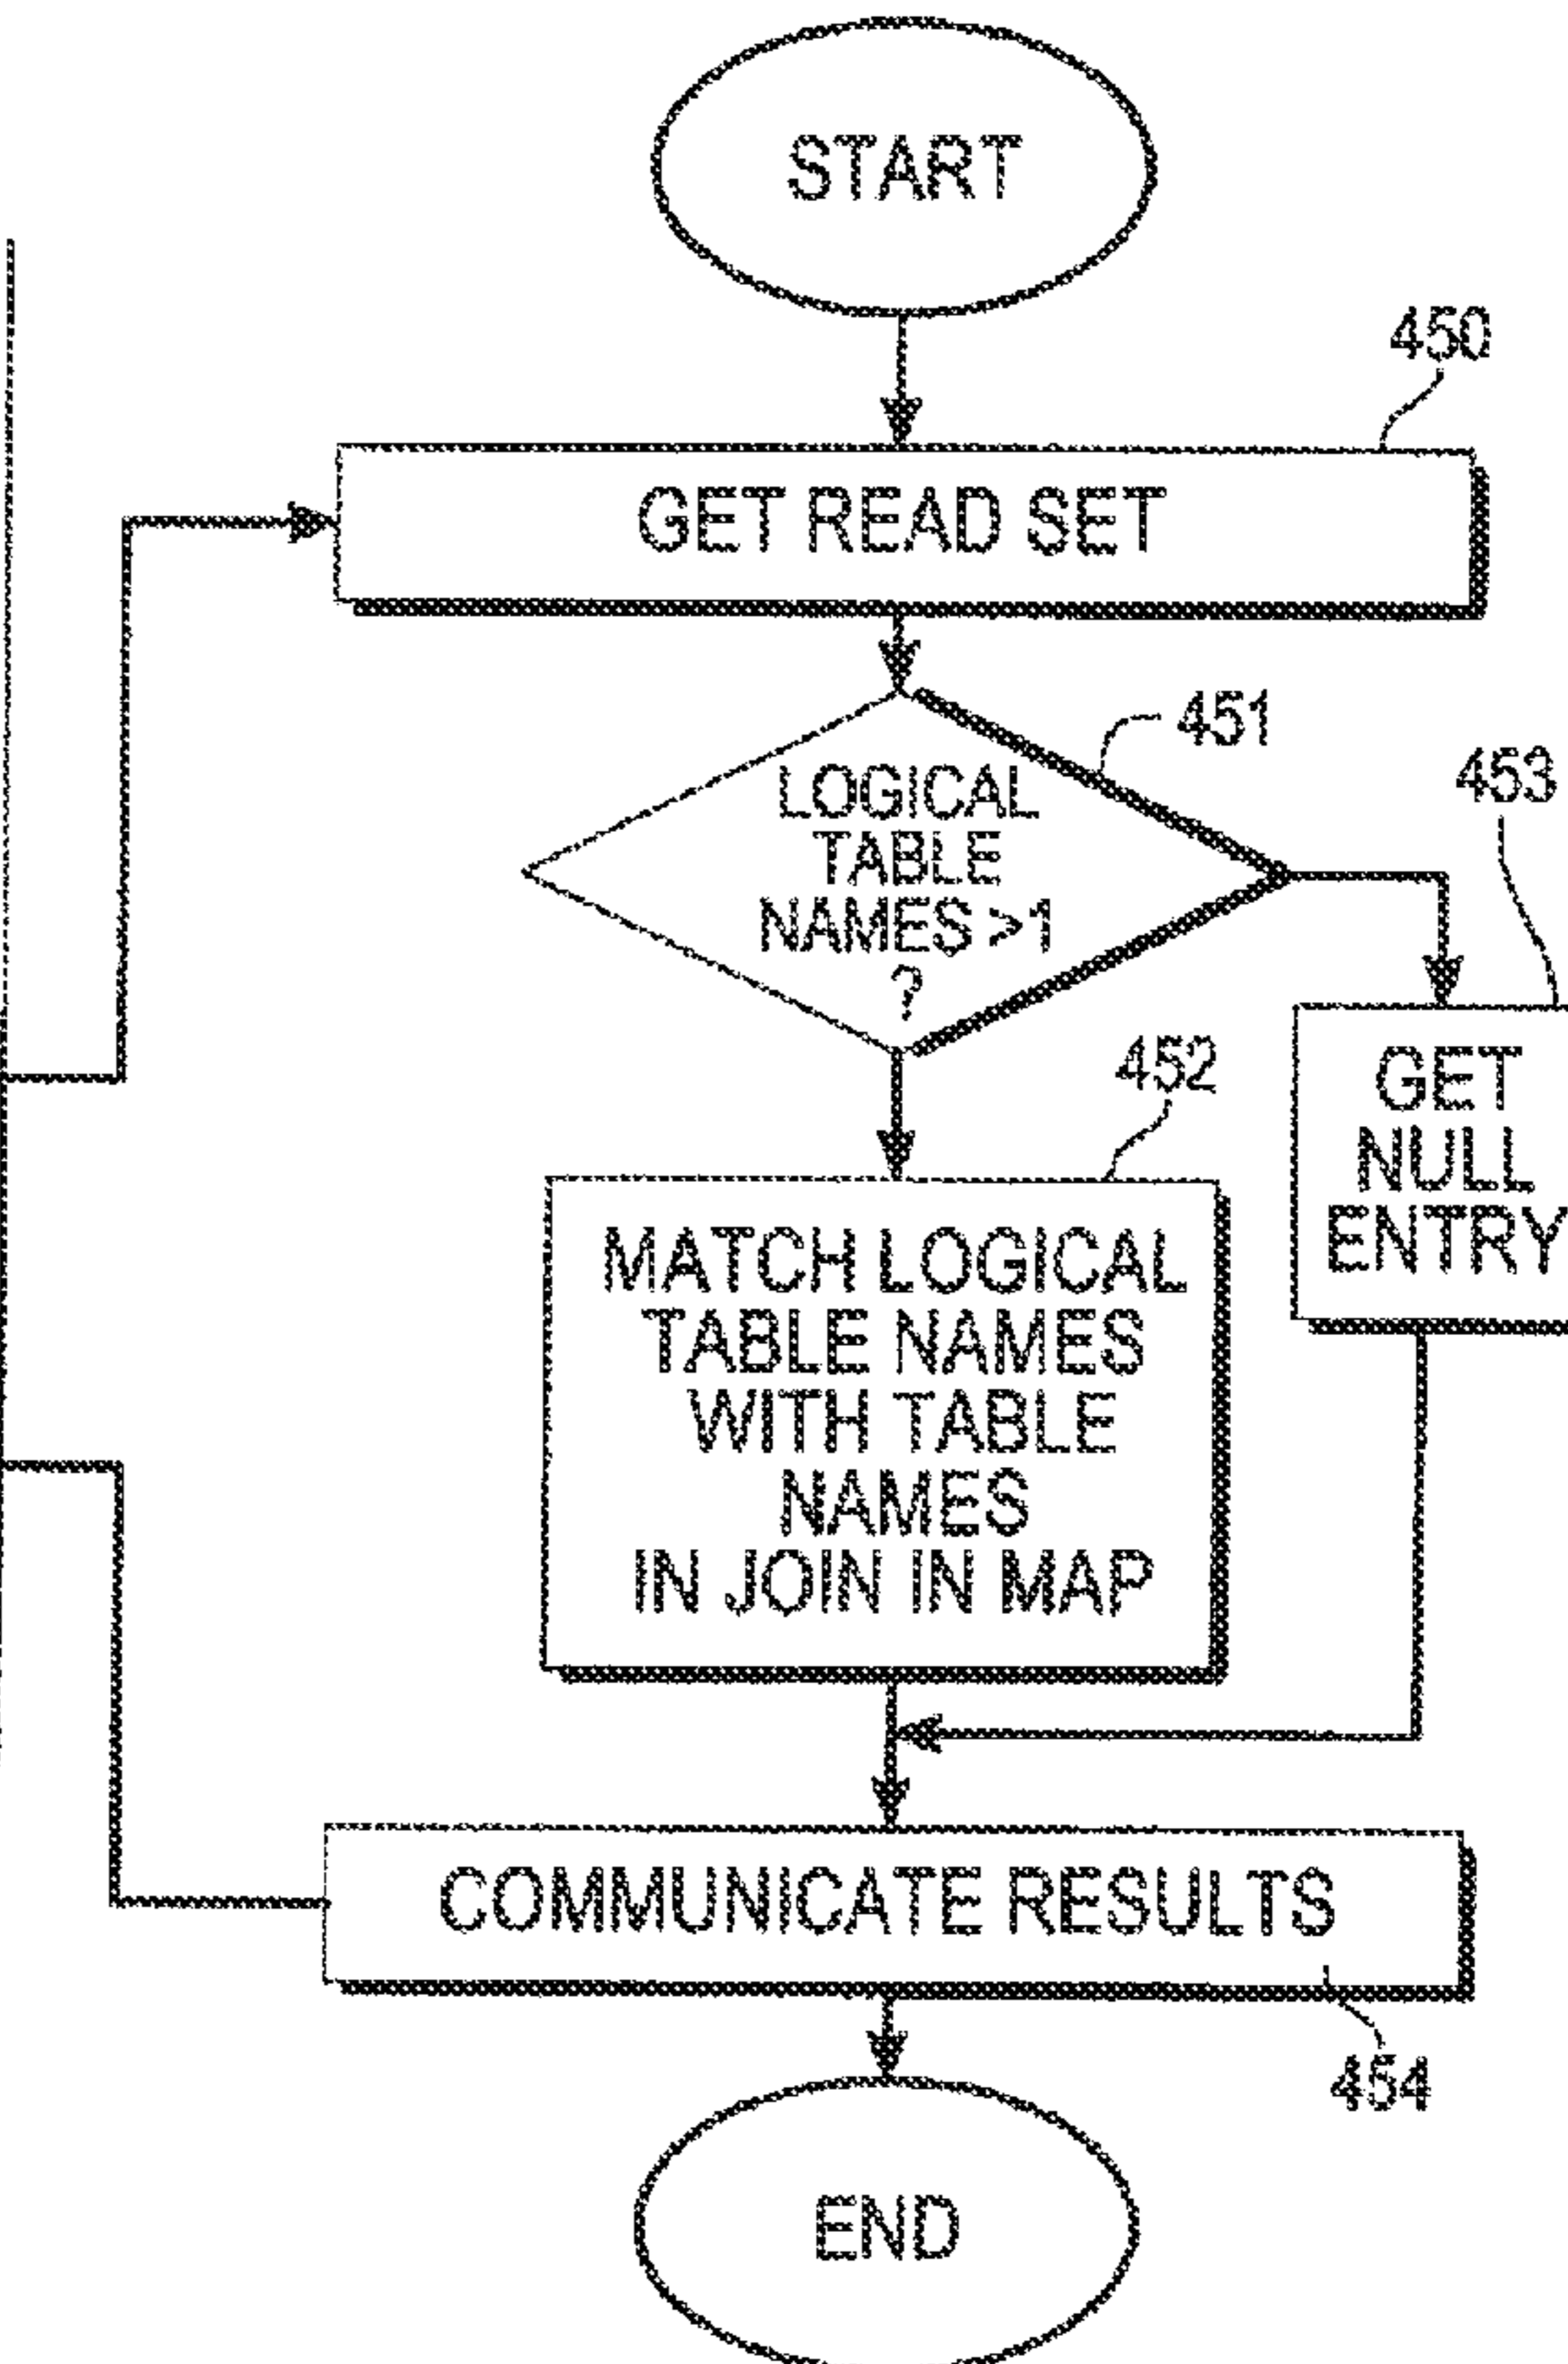 START
450
GET READ SET
451
LOGICAL
TABLE
NAMES >1
?
453
GET
NULL
ENTRY
452
MATCH LOGICAL
TABLE NAMES
WITH TABLE
NAMES
IN JOIN IN MAP
COMMUNICATE RESULTS
454
END